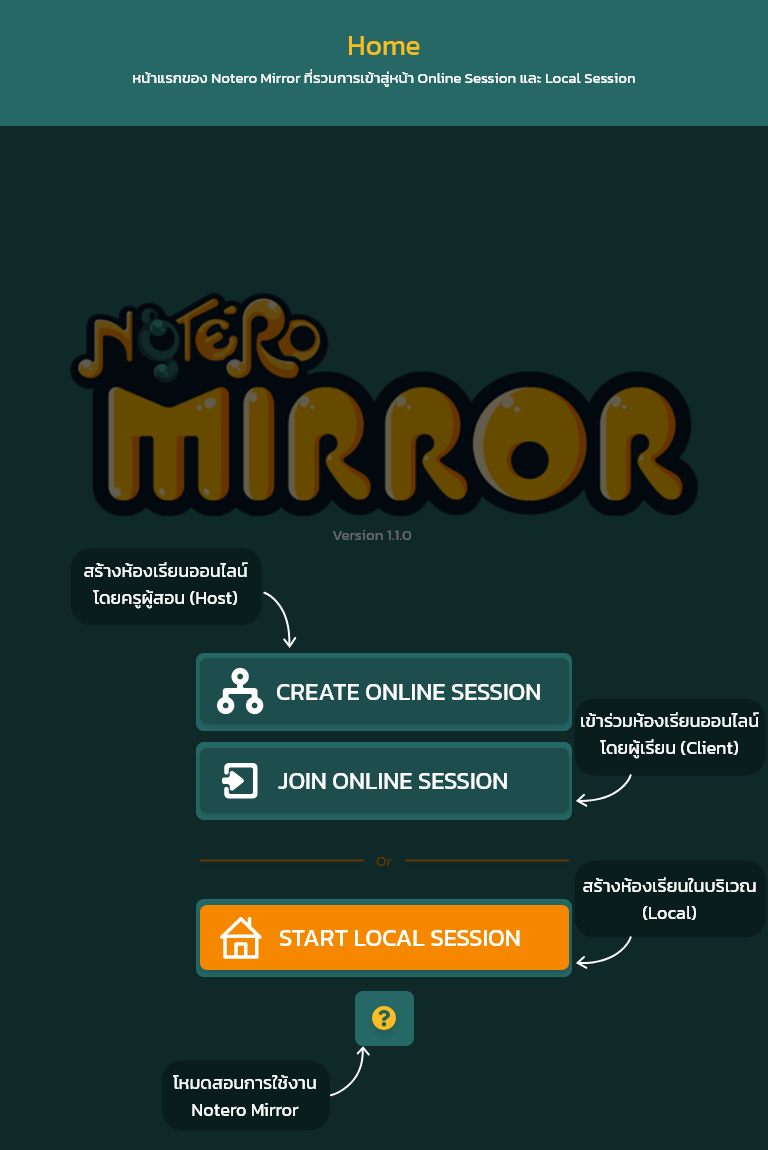 Home
หน้าแรกของ Notero Mirror ที่รวมการเข้าสู่หน้า Online Session และ Local Session
NOTERO
MIRROR
Version 1.1.0
สร้างห้องเรียนออนไลน์
โดยครูผู้สอน (Host)
CREATE ONLINE SESSION
เข้าร่วมห้องเรียนออนไลน์
โดยผู้เรียน (Client)
JOIN ONLINE SESSION
Or
สร้างห้องเรียนในบริเวณ
(Local)
START LOCAL SESSION
?
โหมดสอนการใช้งาน
Notero Mirror